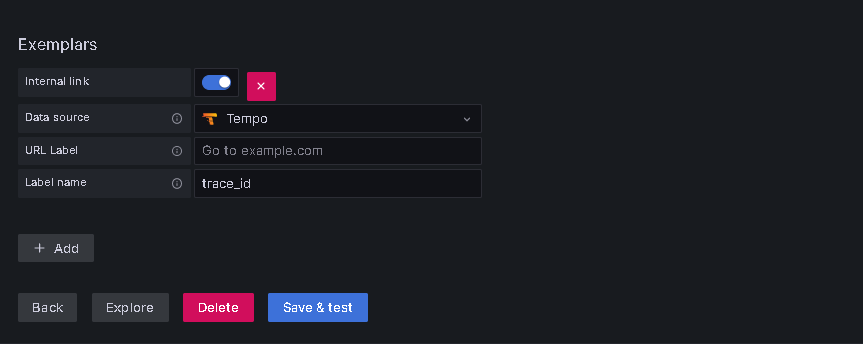 Exemplars
Internal link
Data source Tempo
URL Label Go to example.com
Label name trace_id
Add
Back Explore Delete Save & test